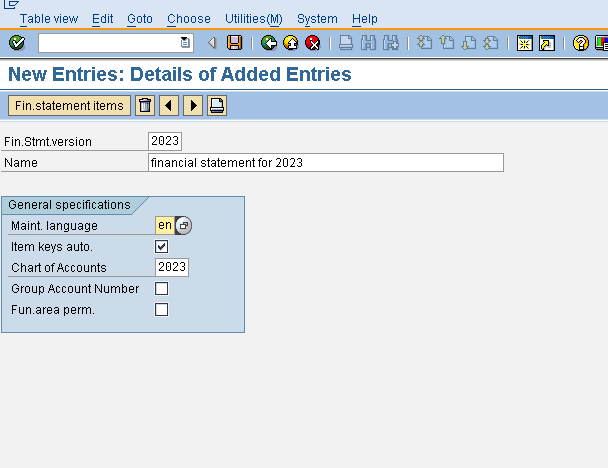 Table view Edit Goto Choose Utilities(M) System Help
New Entries: Details of Added Entries
Fin.statement items
Fin.Stmt.version 2023
Name financial statement for 2023
General specifications
Maint. language en
Item keys auto.
Chart of Accounts 2023
Group Account Number
Fun.area perm.